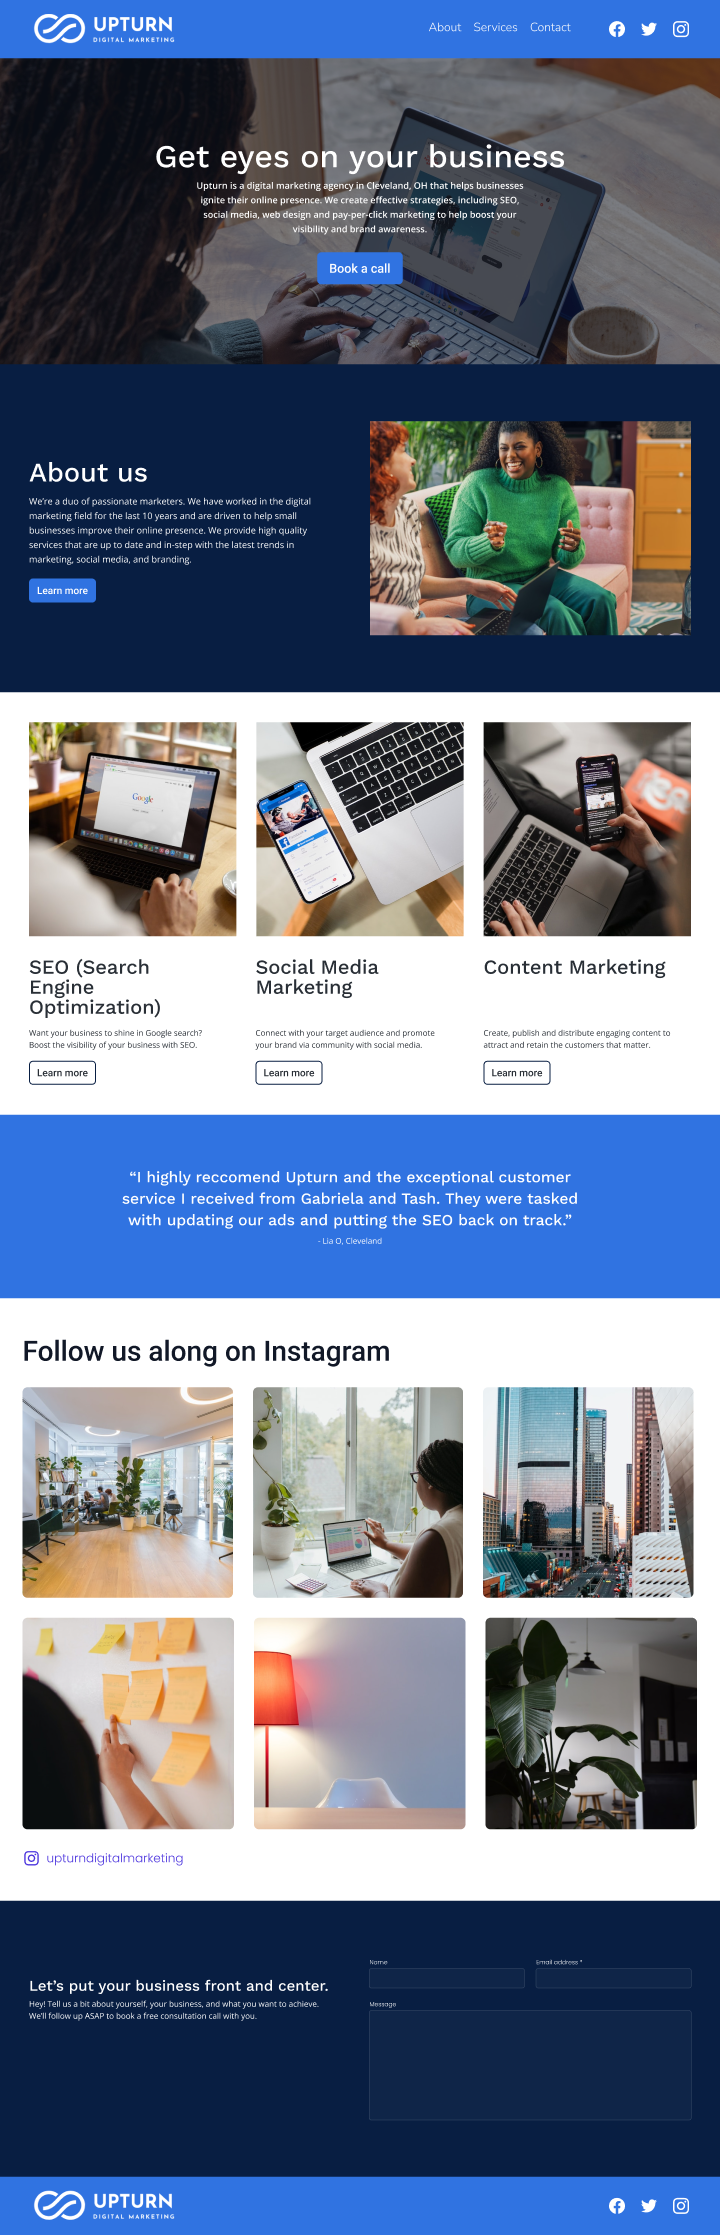 UPTURN
DIGITAL MARKETING
About Services Contact
Get eyes on your business
Upturn is a digital marketing agency in Cleveland, OH that helps businesses
ignite their online presence. We create effective strategies, including SEO,
social media, web design and pay-per-click marketing to help boost your
visibility and brand awareness.
Book a call
About us
We're a duo of passionate marketers. We have worked in the digital
marketing field for the last 10 years and are driven to help small
businesses improve their online presence. We provide high quality
services that are up to date and in-step with the latest trends in
marketing, social media, and branding.
Learn more
Google
SEO (Search
Engine
Optimization)
Want your business to shine in Google search?
Boost the visibility of your business with SEO.
Learn more
Social Media
Marketing
Connect with your target audience and promote
your brand via community with social media.
Learn more
Content Marketing
Create, publish and distribute engaging content to
attract and retain the customers that matter.
Learn more
“I highly reccomend Upturn and the exceptional customer
service I received from Gabriela and Tash. They were tasked
with updating our ads and putting the SEO back on track.”
- Lia O, Cleveland
Follow us along on Instagram
upturndigitalmarketing
Let's put your business front and center.
Hey! Tell us a bit about yourself, your business, and what you want to achieve.
We'll follow up ASAP to book a free consultation call with you.
Name
Email address *
Message
UPTURN
DIGITAL MARKETING